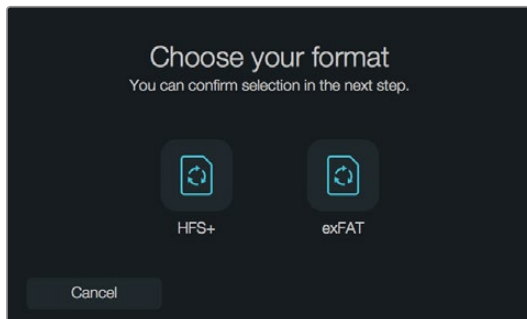 Choose your format
You can confirm selection in the next step.
HFS+
exFAT
Cancel